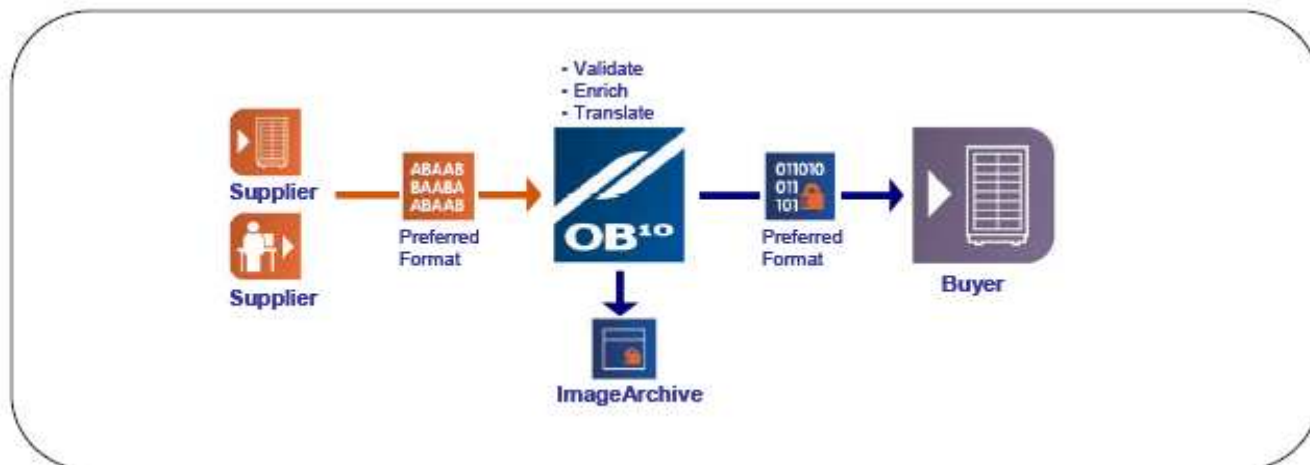 - Validate
- Enrich
- Translate
Supplier
ABAAB
BAABA
ABAAB
Preferred
Format
Supplier
OB¹⁰
011010
011
101
Preferred
Format
Buyer
ImageArchive